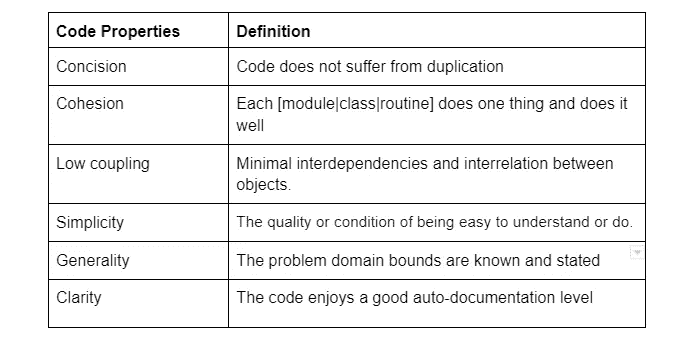 Code Properties Definition
Concision Code does not suffer from duplication
Cohesion Each [module|class|routine] does one thing and does it
well
Low coupling Minimal interdependencies and interrelation between
objects.
Simplicity The quality or condition of being easy to understand or do.
Generality The problem domain bounds are known and stated
Clarity The code enjoys a good auto-documentation level